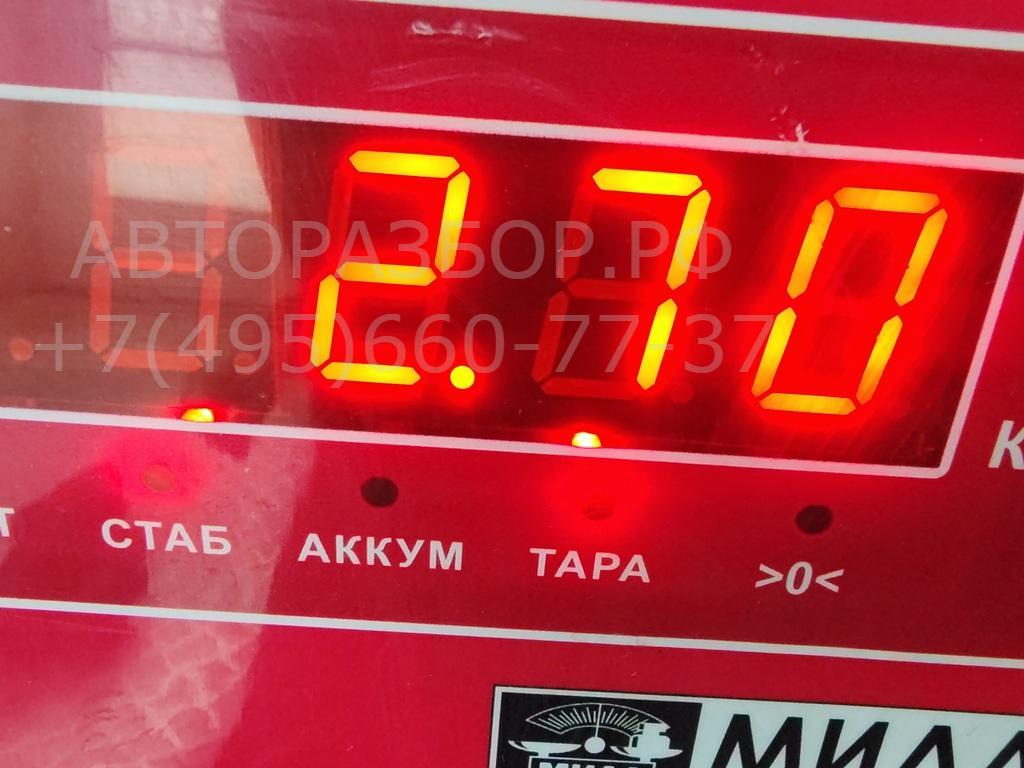 2.70
АВТОРАЗБОР.РФ
+7(495)660-77-37
СТАБ АККУМ ТАРА >0<